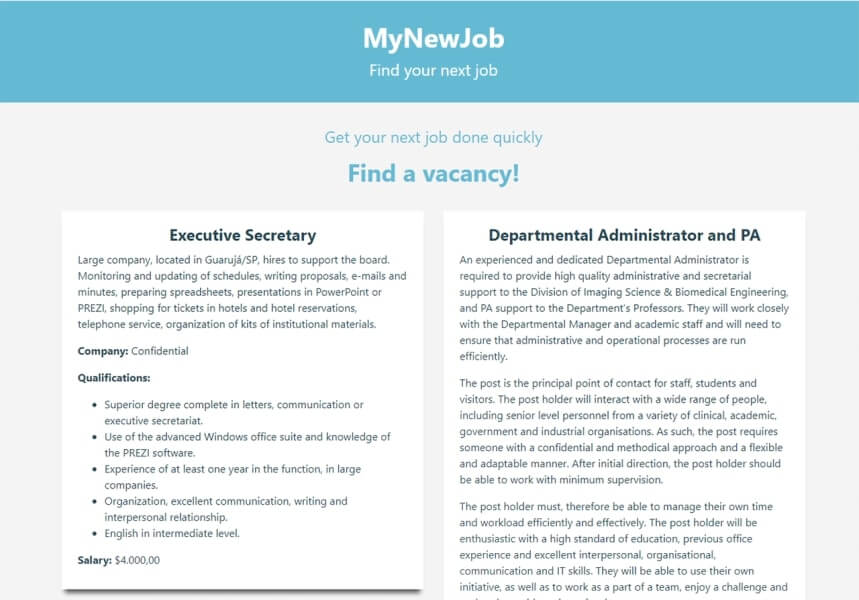 MyNewJob
Find your next job
Get your next job done quickly
Find a vacancy!
Executive Secretary
Large company, located in Guarujá/SP, hires to support the board.
Monitoring and updating of schedules, writing proposals, e-mails and
minutes, preparing spreadsheets, presentations in PowerPoint or
PREZI, shopping for tickets in hotels and hotel reservations,
telephone service, organization of kits of institutional materials.
Company: Confidential
Qualifications:
• Superior degree complete in letters, communication or
executive secretariat.
• Use of the advanced Windows office suite and knowledge of
the PREZI software.
• Experience of at least one year in the function, in large
companies.
• Organization, excellent communication, writing and
interpersonal relationship.
• English in intermediate level.
Salary: $4.000,00
Departmental Administrator and PA
An experienced and dedicated Departmental Administrator is
required to provide high quality administrative and secretarial
support to the Division of Imaging Science & Biomedical Engineering,
and PA support to the Department's Professors. They will work closely
with the Departmental Manager and academic staff and will need to
ensure that administrative and operational processes are run
efficiently.
The post is the principal point of contact for staff, students and
visitors. The post holder will interact with a wide range of people,
including senior level personnel from a variety of clinical, academic,
government and industrial organisations. As such, the post requires
someone with a confidential and methodical approach and a flexible
and adaptable manner. After initial direction, the post holder should
be able to work with minimum supervision.
The post holder must, therefore be able to manage their own time
and workload efficiently and effectively. The post holder will be
enthusiastic with a high standard of education, previous office
experience and excellent interpersonal, organisational,
communication and IT skills. They will be able to use their own
initiative, as well as to work as a part of a team, enjoy a challenge and